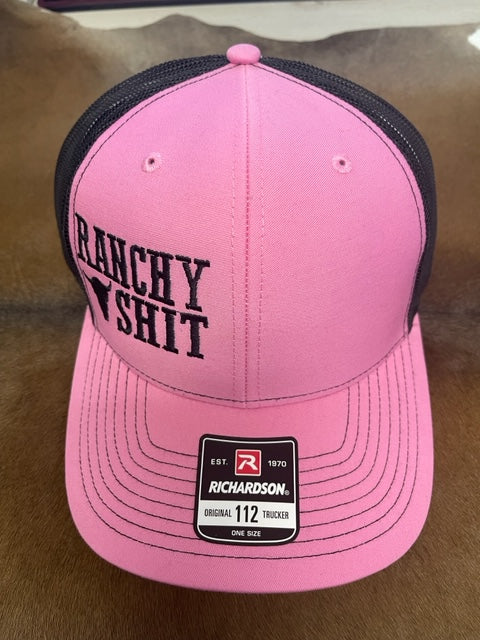 RANCHY
SHIT
EST. R 1970
RICHARDSON®
ORIGINAL 112 TRUCKER
ONE SIZE